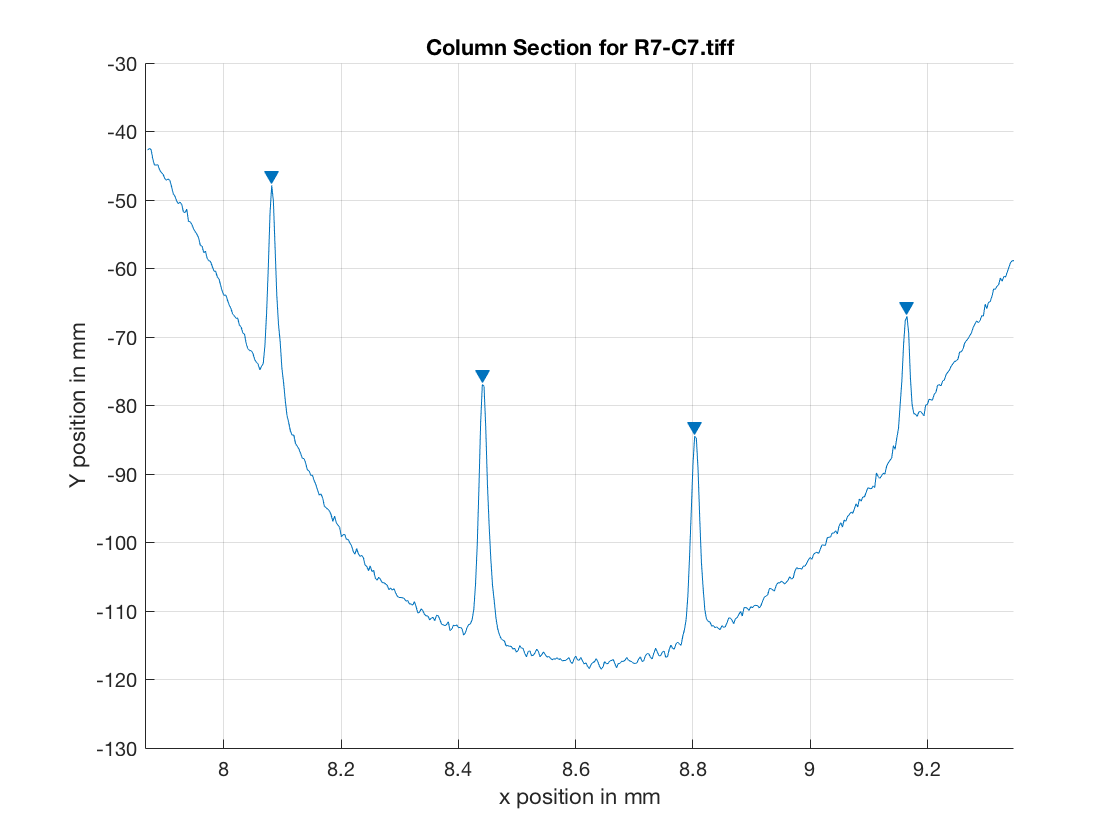 Column Section for R7-C7.tiff
Y position in mm
-30
-40
-50
-60
-70
-80
-90
-100
-110
-120
-130
8 8.2 8.4 8.6 8.8 9 9.2
x position in mm